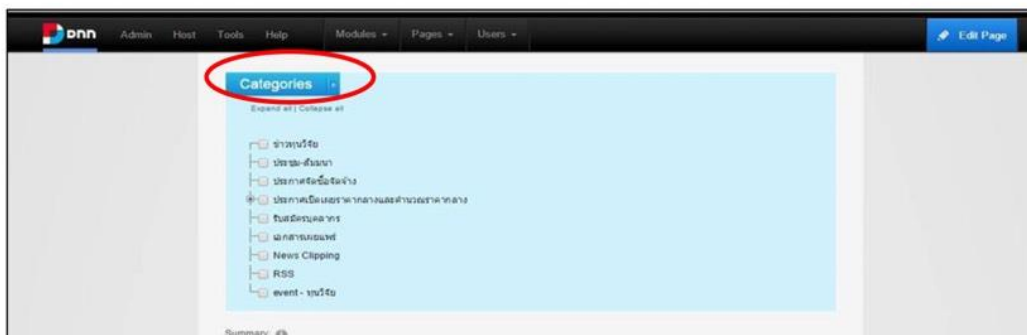 DNN Admin Host Tools Help Modules Pages Users Edit Page
Categories
Expand all | Collapse all
ข่าวทุนวิจัย
ประชุม-สัมมนา
ประกาศจัดซื้อจัดจ้าง
ประกาศเปิดเผยราคากลางและคำนวณราคากลาง
รับสมัครบุคลากร
เอกสารเผยแพร่
News Clipping
RSS
event - ทุนวิจัย
Summary: